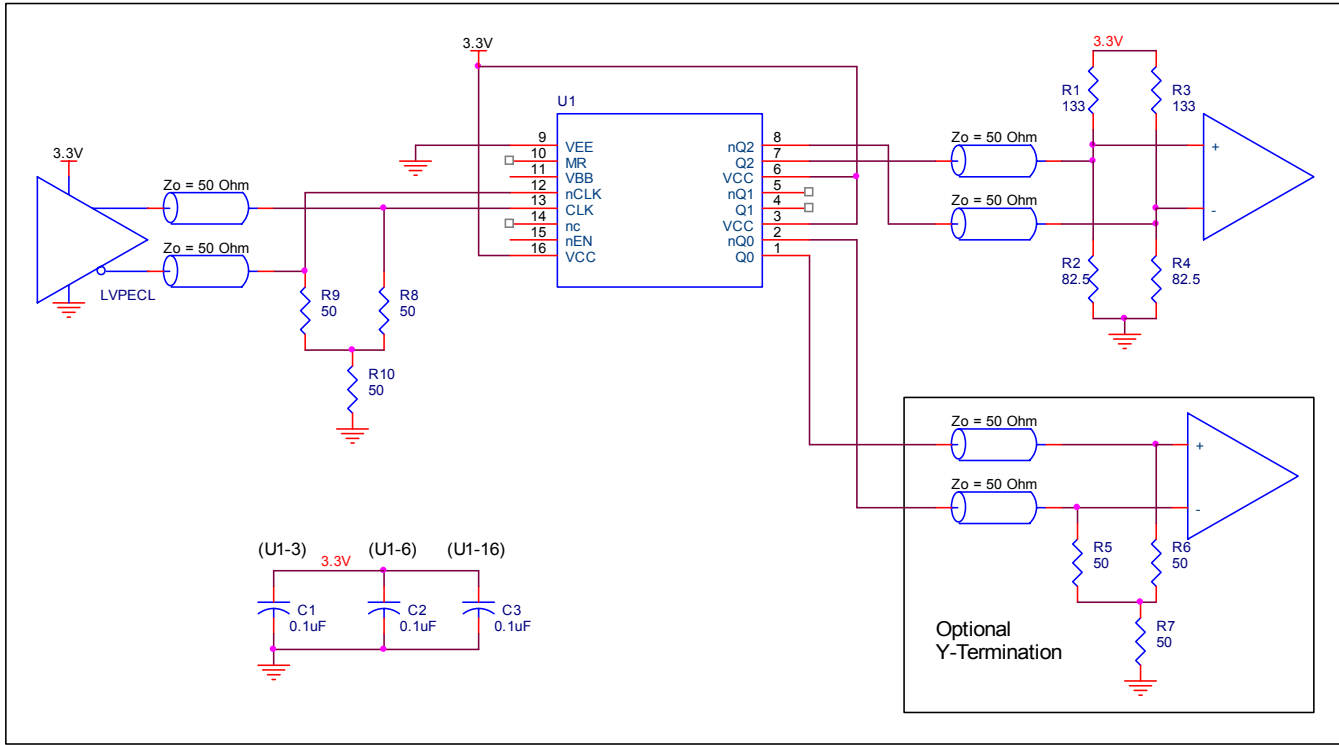 3.3V
LVPECL
Zo = 50 Ohm
Zo = 50 Ohm
R9
50
R8
50
R10
50
3.3V
U1
9 VEE
10 MR
11 VBB
12 nCLK
13 CLK
14 nc
15 nEN
16 VCC
nQ2 8
Q2 7
VCC 6
nQ1 5
Q1 4
VCC 3
nQ0 2
Q0 1
Zo = 50 Ohm
Zo = 50 Ohm
3.3V
R1
133
R3
133
R2
82.5
R4
82.5
+
-
Zo = 50 Ohm
Zo = 50 Ohm
+
-
R5
50
R6
50
R7
50
Optional
Y-Termination
(U1-3)
(U1-6)
(U1-16)
3.3V
C1
0.1uF
C2
0.1uF
C3
0.1uF